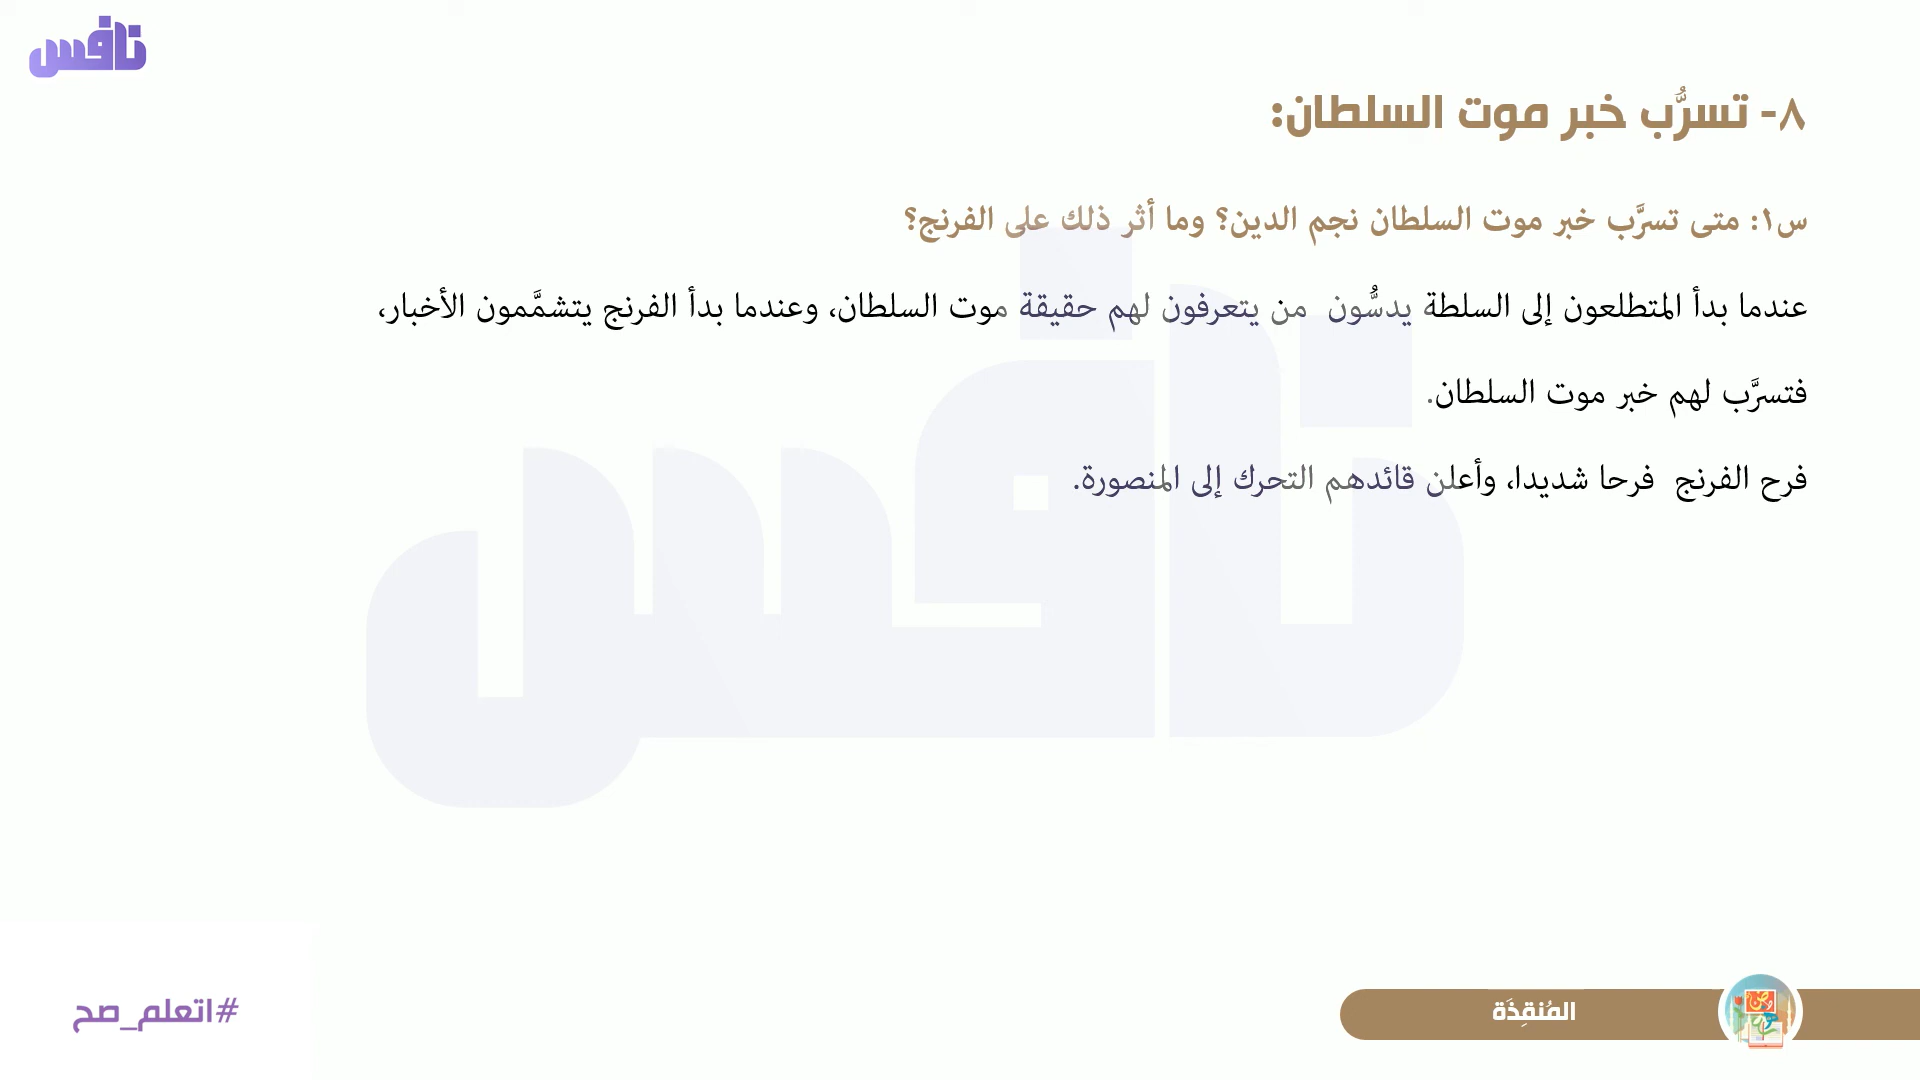 نافس
٨- تسرُّب خبر موت السلطان:
س١: متى تسرَّب خبر موت السلطان نجم الدين؟ وما أثر ذلك على الفرنج؟
عندما بدأ المتطلعون إلى السلطة يدسُّون من يتعرفون لهم حقيقة موت السلطان، وعندما بدأ الفرنج يتشمَّمون الأخبار،
فتسرَّب لهم خبر موت السلطان.
فرح الفرنج فرحا شديدا، وأعلن قائدهم التحرك إلى المنصورة.
المُنقِذَة
#اتعلم_صح